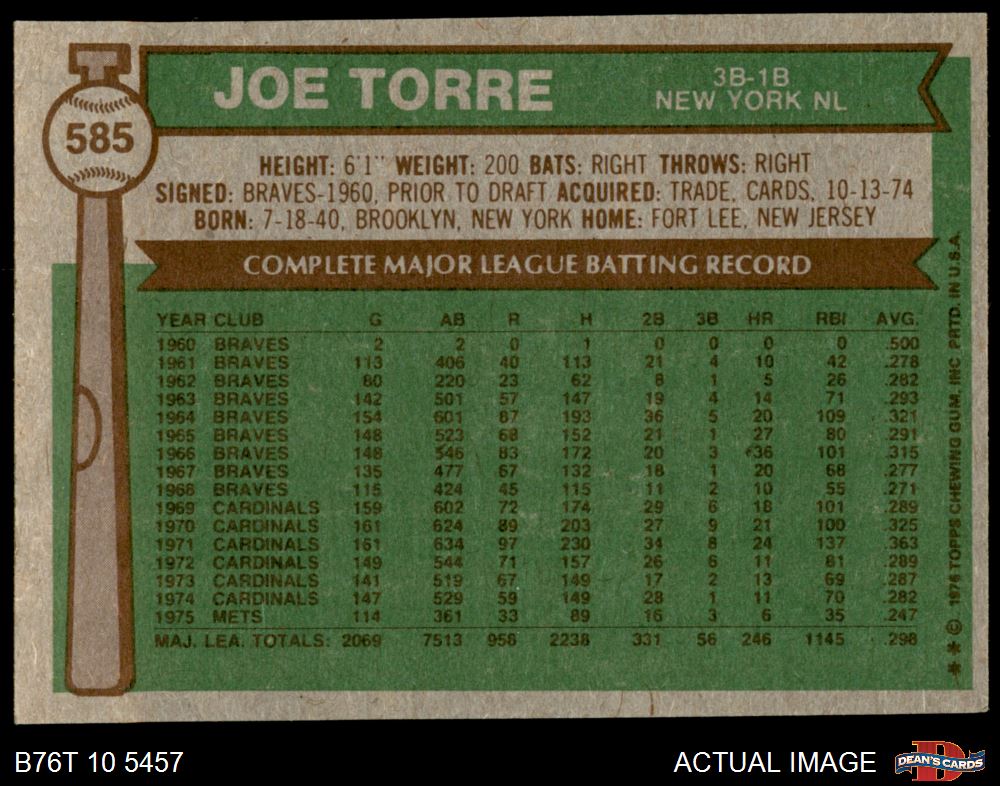 585
JOE TORRE
3B-1B
NEW YORK NL
HEIGHT: 6'1" WEIGHT: 200 BATS: RIGHT THROWS: RIGHT
SIGNED: BRAVES-1960, PRIOR TO DRAFT ACQUIRED: TRADE, CARDS, 10-13-74
BORN: 7-18-40, BROOKLYN, NEW YORK HOME: FORT LEE, NEW JERSEY
COMPLETE MAJOR LEAGUE BATTING RECORD
YEAR CLUB G AB R H 2B 3B HR RBI AVG.
1960 BRAVES 2 2 0 1 0 0 0 0 .500
1961 BRAVES 113 406 40 113 21 4 10 42 .278
1962 BRAVES 80 220 23 62 8 1 5 26 .282
1963 BRAVES 142 501 57 147 19 4 14 71 .293
1964 BRAVES 154 601 87 193 36 5 20 109 .321
1965 BRAVES 148 523 68 152 21 1 27 80 .291
1966 BRAVES 148 546 83 172 20 3 36 101 .315
1967 BRAVES 135 477 67 132 18 1 20 68 .277
1968 BRAVES 115 424 45 115 11 2 10 55 .271
1969 CARDINALS 159 602 72 174 29 6 18 101 .289
1970 CARDINALS 161 624 89 203 27 9 21 100 .325
1971 CARDINALS 161 634 97 230 34 8 24 137 .363
1972 CARDINALS 149 544 71 157 26 6 11 81 .289
1973 CARDINALS 141 519 67 149 17 2 13 69 .287
1974 CARDINALS 147 529 59 149 28 1 11 70 .282
1975 METS 114 361 33 89 16 3 6 35 .247
MAJ. LEA. TOTALS: 2069 7513 958 2238 331 56 246 1145 .298
** © 1976 TOPPS CHEWING GUM, INC PRTD. IN U.S.A.
B76T 10 5457
ACTUAL IMAGE
D
DEAN'S CARDS